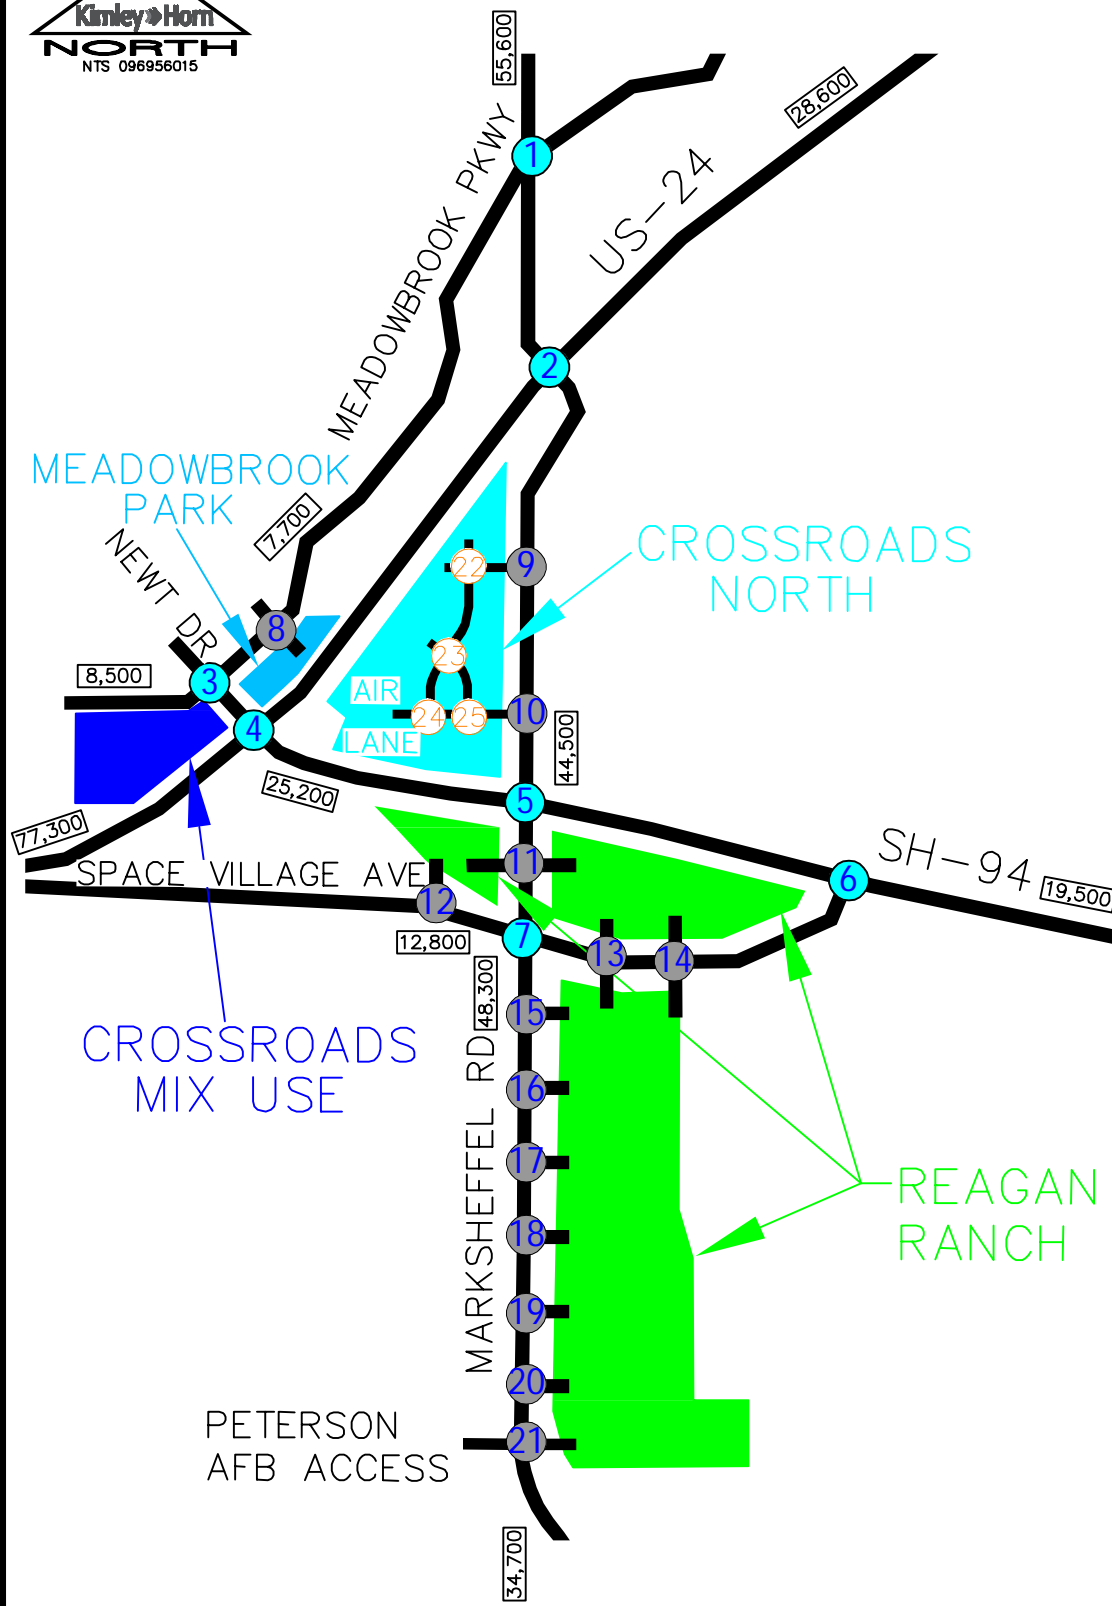 Kimley»Horn
NORTH
NTS 096956015
55,600
28,600
MEADOWBROOK PKWY
1
US-24
2
MEADOWBROOK
PARK
7,700
NEWT DR
CROSSROADS
NORTH
22
9
8
23
8,500
3
AIR
24
25
10
4
LANE
44,500
25,200
5
77,300
SPACE VILLAGE AVE
11
SH-94
6
19,500
12
12,800
7
13
14
48,300
15
CROSSROADS
MIX USE
16
MARKSHEFFEL RD
17
REAGAN
RANCH
18
19
20
PETERSON
AFB ACCESS
21
34,700